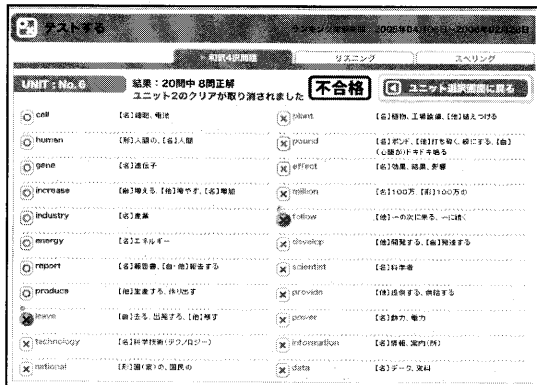 テストする
ランキング集計期間 2005年04月06日～2006年02月28日
和訳4択問題
リスニング
スペリング
UNIT : No. 6
結果：20問中 8問正解
ユニット2のクリアが取り消されました
不合格
ユニット選択画面に戻る
cell 【名】細胞、電池
human 【形】人間の、【名】人間
gene 【名】遺伝子
increase 【自】増える、【他】増やす、【名】増加
industry 【名】産業
energy 【名】エネルギー
report 【名】報告書、【自・他】報告する
produce 【他】生産する、作り出す
leave 【自】去る、出発する、【他】残す
technology 【名】科学技術(テクノロジー)
national 【形】国(家)の、国民の
plant 【名】植物、工場設備、【他】植えつける
pound 【名】ポンド、【他】打ち砕く、粉にする、【自】
(心臓が)ドキドキ鳴る
effect 【名】効果、結果、影響
million 【名】100万、【形】100万の
follow 【他】～の次に来る、～に続く
develop 【他】開発する、【自】発達する
scientist 【名】科学者
provide 【他】提供する、供給する
power 【名】動力、電力
information 【名】情報、案内(所)
data 【名】データ、資料